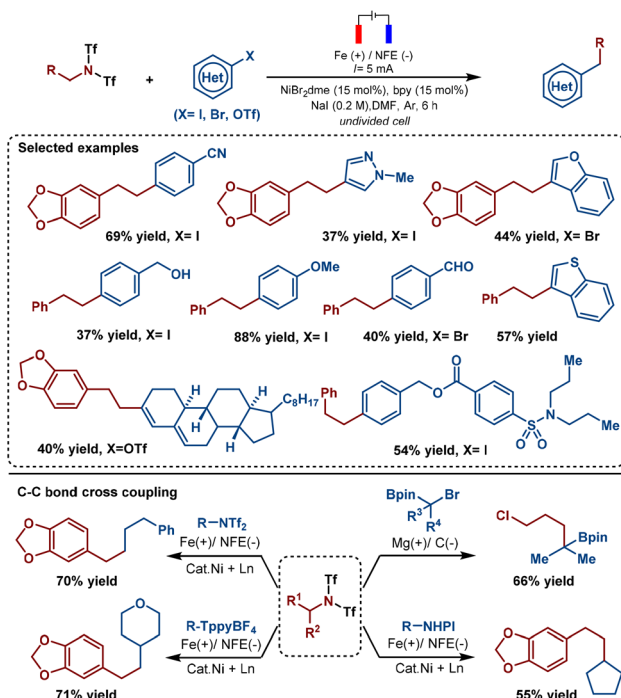 R N Tf
Tf
+
Het X
(X= I, Br, OTf)
Fe (+) / NFE (-)
I= 5 mA
NiBr2dme (15 mol%), bpy (15 mol%)
NaI (0.2 M),DMF, Ar, 6 h
undivided cell
R
Het
Selected examples
O O CN
69% yield, X= I
O O N N Me
37% yield, X= I
O O O
44% yield, X= Br
Ph OH
37% yield, X= I
Ph OMe
88% yield, X= I
Ph CHO
40% yield, X= Br
Ph S
57% yield
O O H H H C8H17
40% yield, X=OTf
Ph O O S O O N Me Me
54% yield, X= I
C-C bond cross coupling
O O Ph
70% yield
R-NTf2
Fe(+)/ NFE(-)
Cat.Ni + Ln
Bpin Br
R3 R4
Mg(+)/ C(-)
Cl Bpin
Me Me
66% yield
R1 N Tf
R2 Tf
O O O
71% yield
R-TppyBF4
Fe(+)/ NFE(-)
Cat.Ni + Ln
R-NHPI
Fe(+)/ NFE(-)
Cat.Ni + Ln
O O
55% yield